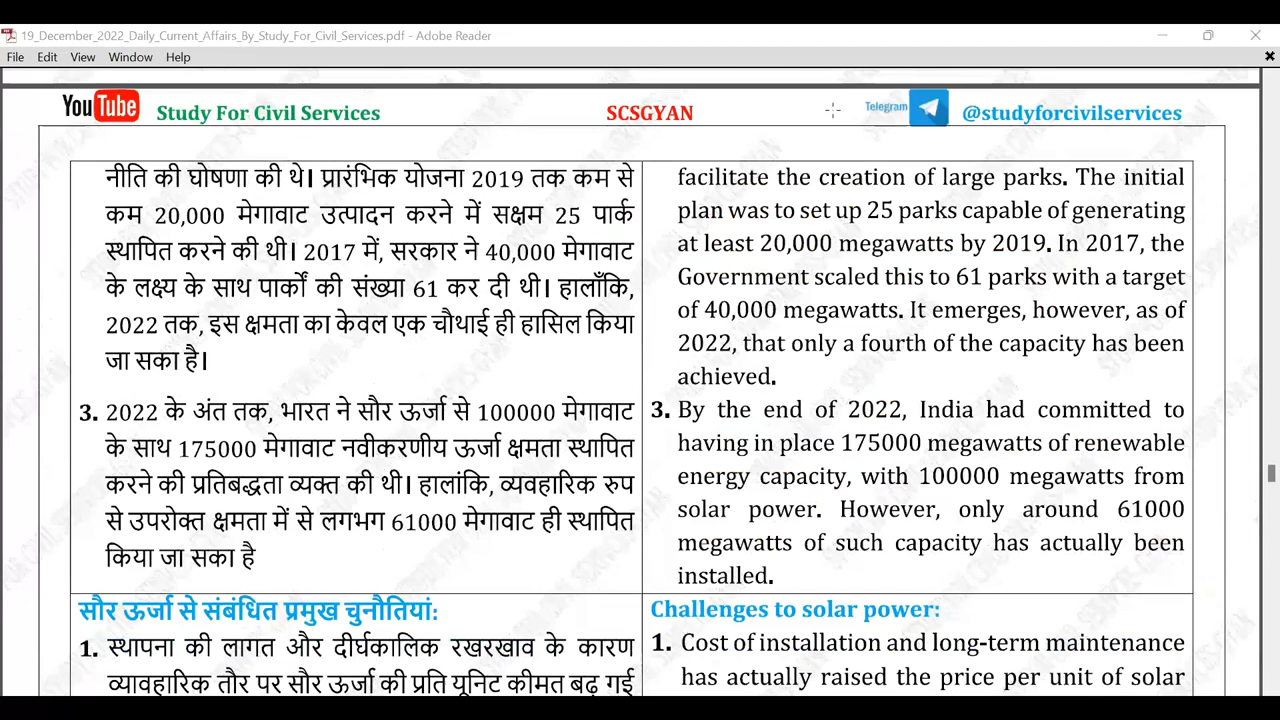 19_December_2022_Daily_Current_Affairs_By_Study_For_Civil_Services.pdf - Adobe Reader
File Edit View Window Help
YouTube Study For Civil Services SCSGYAN Telegram @studyforcivilservices
नीति की घोषणा की थे। प्रारंभिक योजना 2019 तक कम से
कम 20,000 मेगावाट उत्पादन करने में सक्षम 25 पार्क
स्थापित करने की थी। 2017 में, सरकार ने 40,000 मेगावाट
के लक्ष्य के साथ पार्कों की संख्या 61 कर दी थी। हालाँकि,
2022 तक, इस क्षमता का केवल एक चौथाई ही हासिल किया
जा सका है।
3. 2022 के अंत तक, भारत ने सौर ऊर्जा से 100000 मेगावाट
के साथ 175000 मेगावाट नवीकरणीय ऊर्जा क्षमता स्थापित
करने की प्रतिबद्धता व्यक्त की थी। हालांकि, व्यवहारिक रुप
से उपरोक्त क्षमता में से लगभग 61000 मेगावाट ही स्थापित
किया जा सका है
सौर ऊर्जा से संबंधित प्रमुख चुनौतियां:
1. स्थापना की लागत और दीर्घकालिक रखरखाव के कारण
व्यावहारिक तौर पर सौर ऊर्जा की प्रति यूनिट कीमत बढ़ गई
facilitate the creation of large parks. The initial
plan was to set up 25 parks capable of generating
at least 20,000 megawatts by 2019. In 2017, the
Government scaled this to 61 parks with a target
of 40,000 megawatts. It emerges, however, as of
2022, that only a fourth of the capacity has been
achieved.
3. By the end of 2022, India had committed to
having in place 175000 megawatts of renewable
energy capacity, with 100000 megawatts from
solar power. However, only around 61000
megawatts of such capacity has actually been
installed.
Challenges to solar power:
1. Cost of installation and long-term maintenance
has actually raised the price per unit of solar